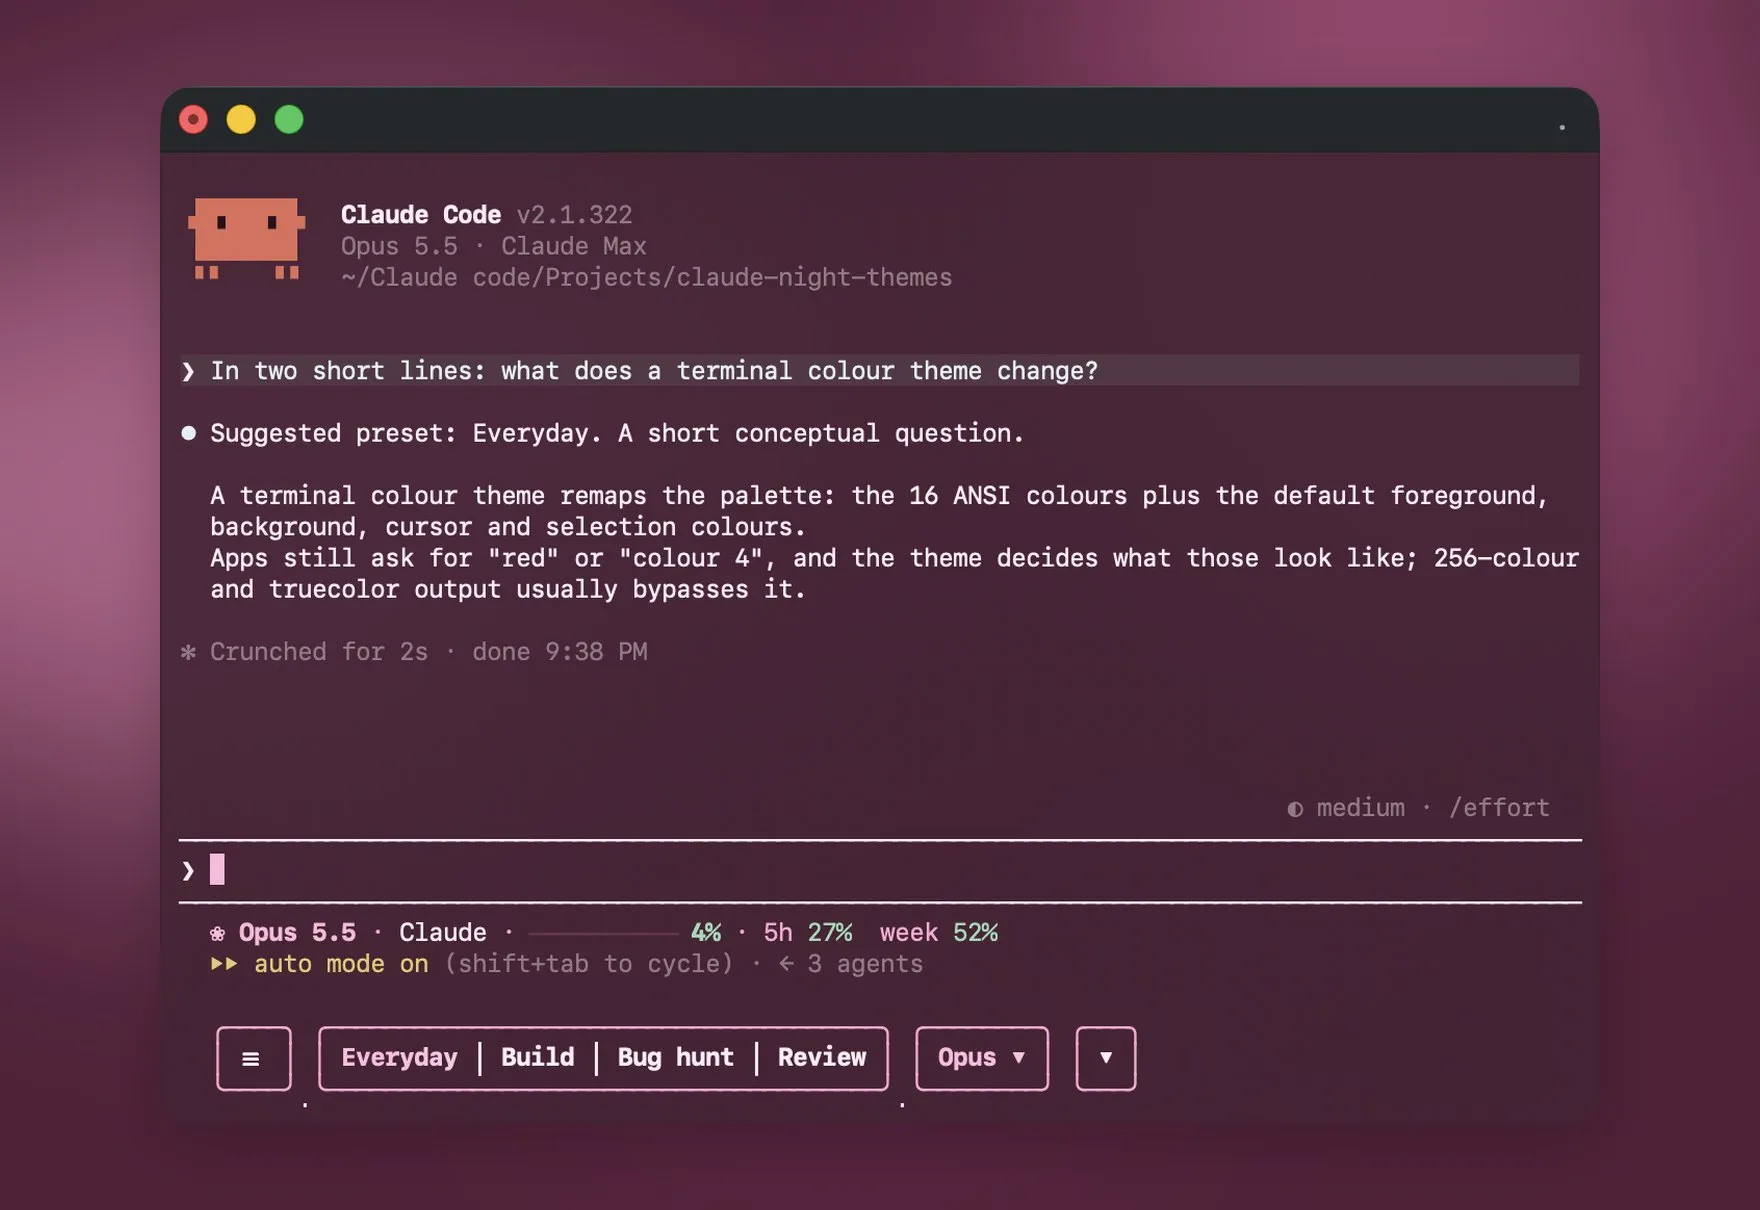 Claude Code v2.1.322
Opus 5.5 · Claude Max
~/Claude code/Projects/claude-night-themes
❯ In two short lines: what does a terminal colour theme change?
● Suggested preset: Everyday. A short conceptual question.
A terminal colour theme remaps the palette: the 16 ANSI colours plus the default foreground,
background, cursor and selection colours.
Apps still ask for "red" or "colour 4", and the theme decides what those look like; 256-colour
and truecolor output usually bypasses it.
✻ Crunched for 2s · done 9:38 PM
◐ medium · /effort
❯
❀ Opus 5.5 · Claude · 4% · 5h 27% week 52%
⏵⏵ auto mode on (shift+tab to cycle) · ← 3 agents
≡ Everyday | Build | Bug hunt | Review Opus ▼ ▼